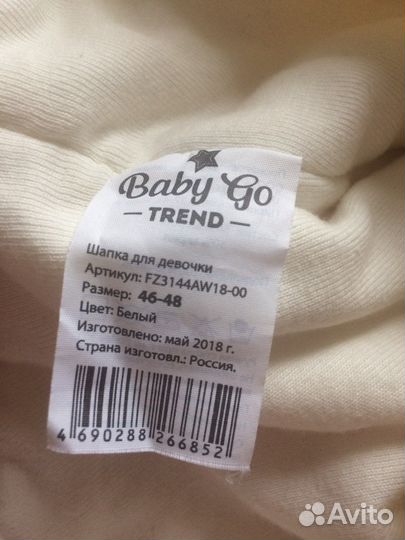 Baby Go
— TREND —
Шапка для девочки
Артикул: FZ3144AW18-00
Размер: 46-48
Цвет: Белый
Изготовлено: май 2018 г.
Страна изготовл.: Россия.
4 690288 266852
Avito